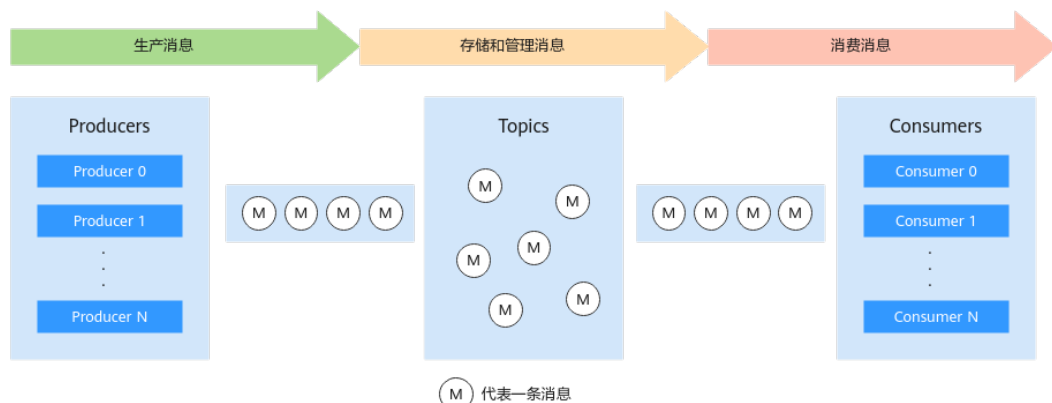 生产消息
存储和管理消息
消费消息
Producers
Producer 0
Producer 1
Producer N
M M M M
Topics
M
M
M
M
M
M
M M M M
Consumers
Consumer 0
Consumer 1
Consumer N
M 代表一条消息